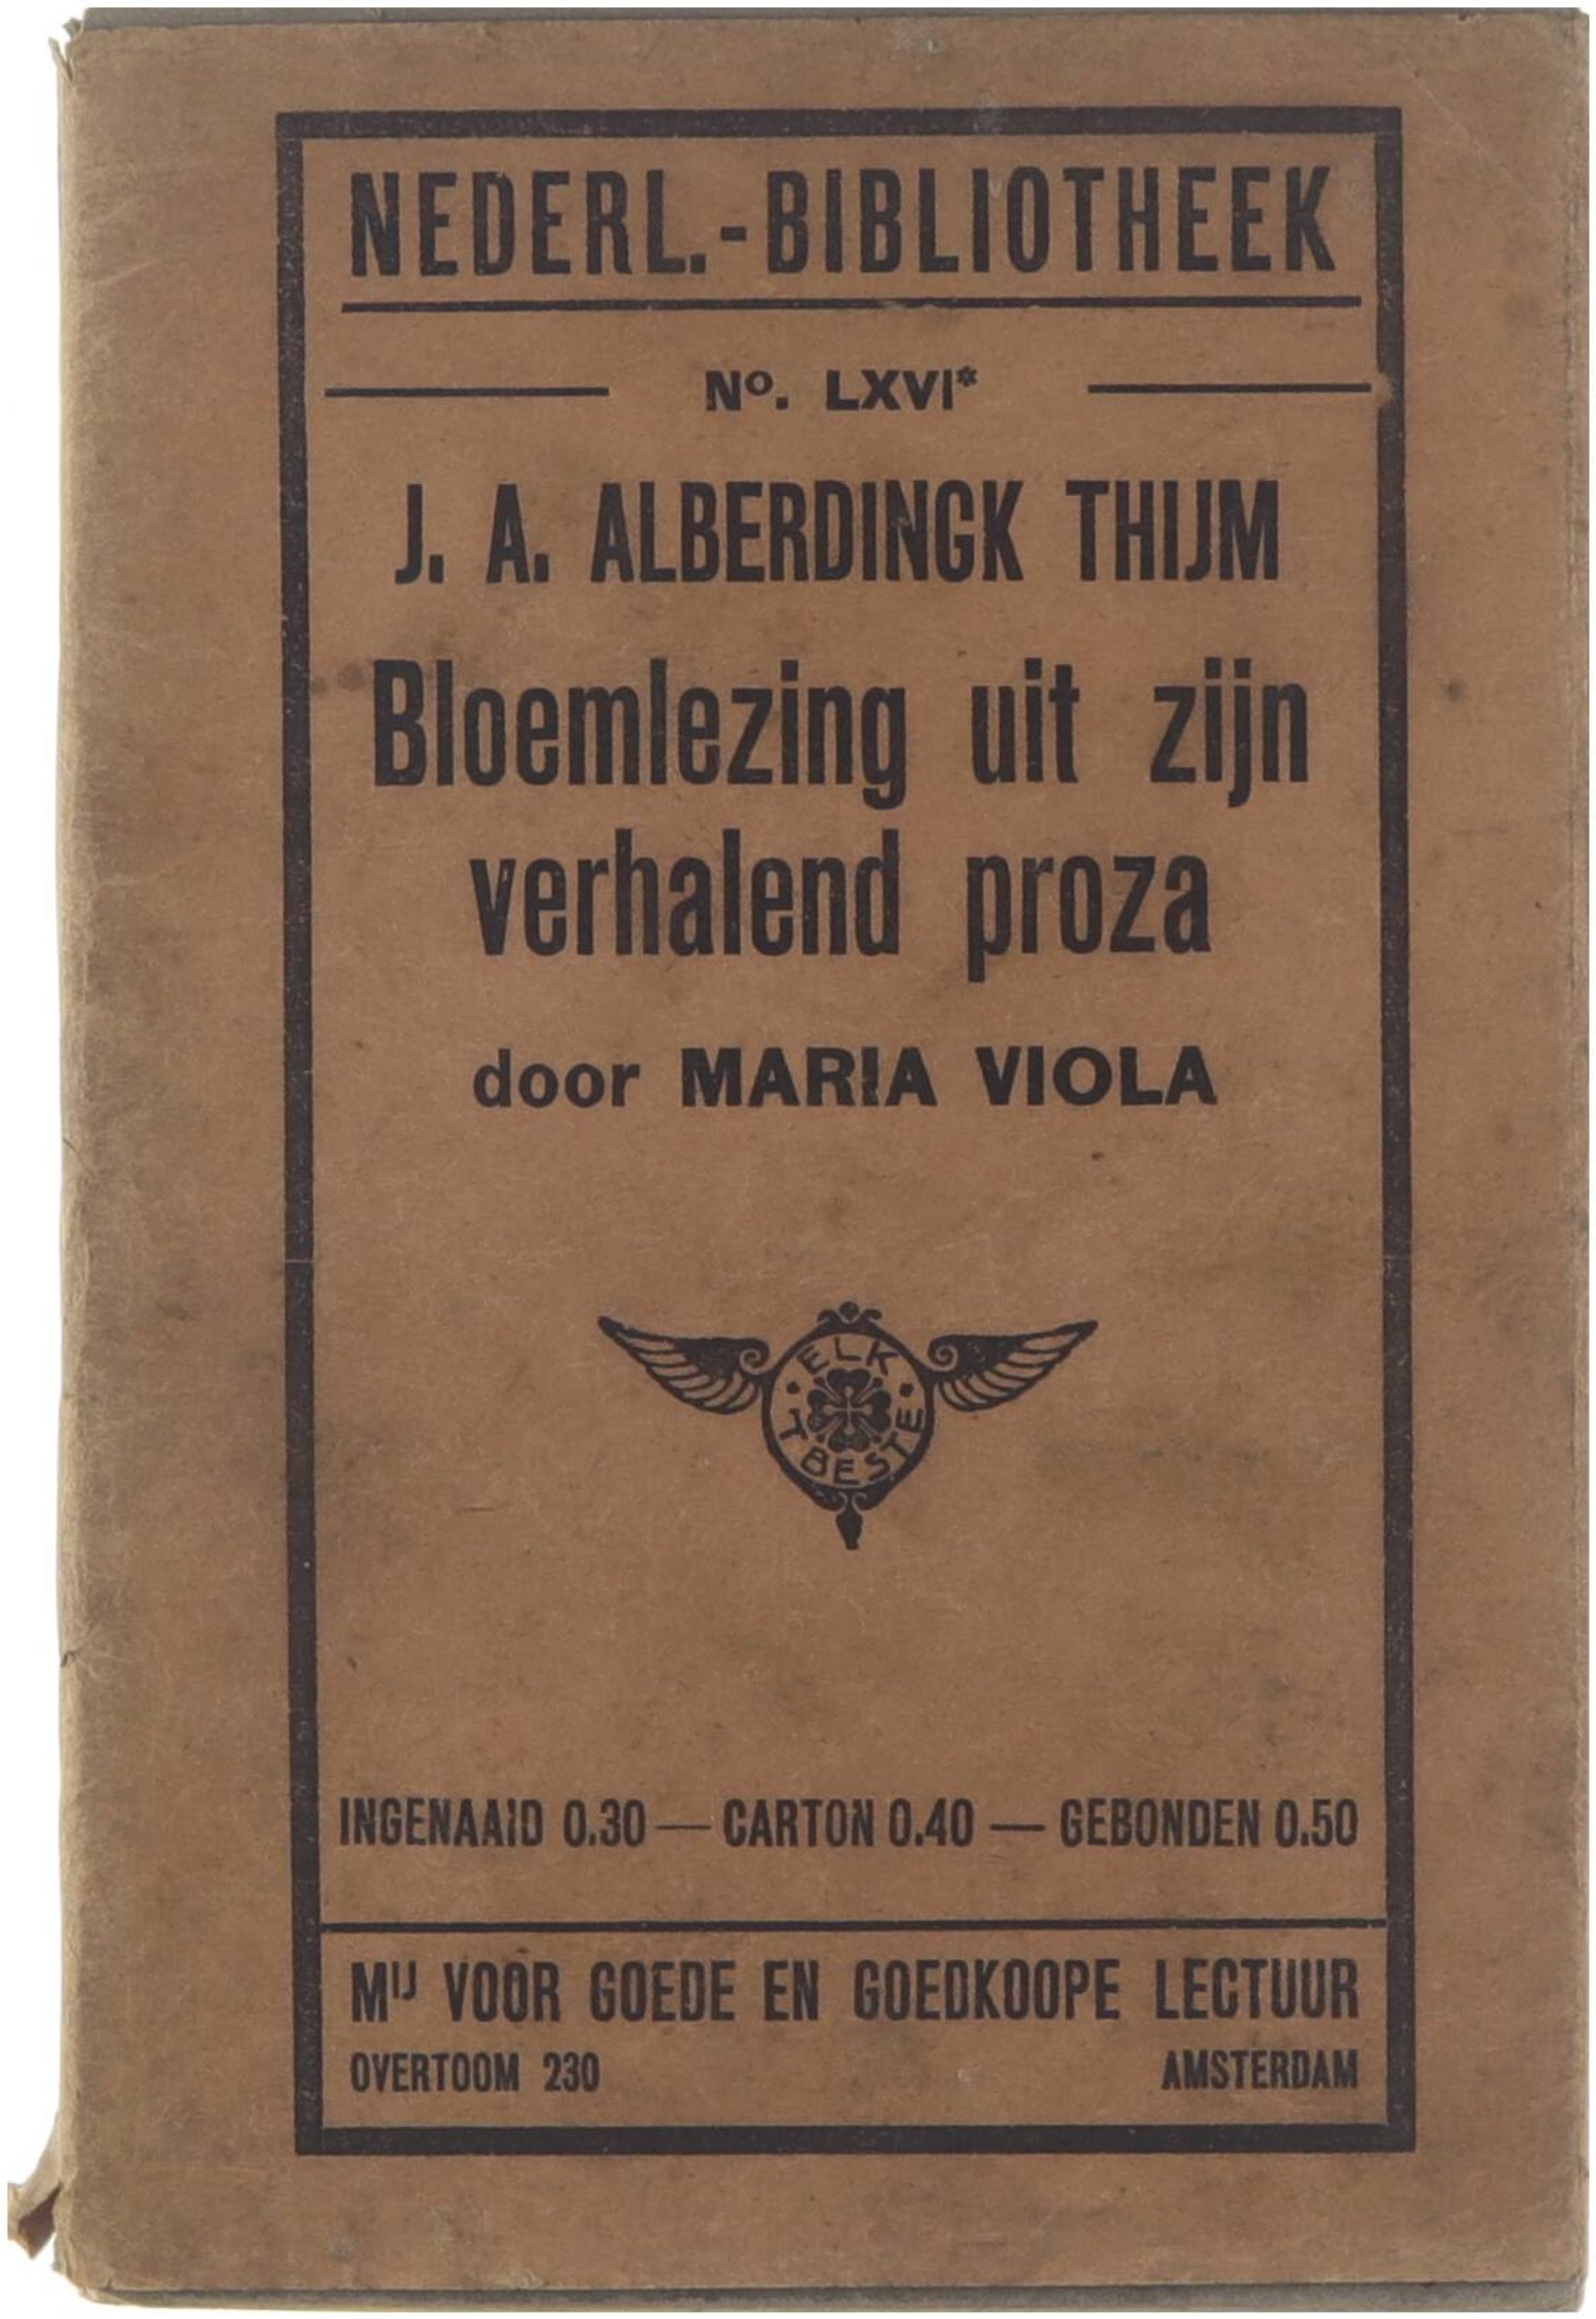 NEDERL.-BIBLIOTHEEK
Nº. LXVI*
J. A. ALBERDINGK THIJM
Bloemlezing uit zijn
verhalend proza
door MARIA VIOLA
ELK
'T BESTE
INGENAAID 0.30 — CARTON 0.40 — GEBONDEN 0.50
MIJ VOOR GOEDE EN GOEDKOOPE LECTUUR
OVERTOOM 230 AMSTERDAM